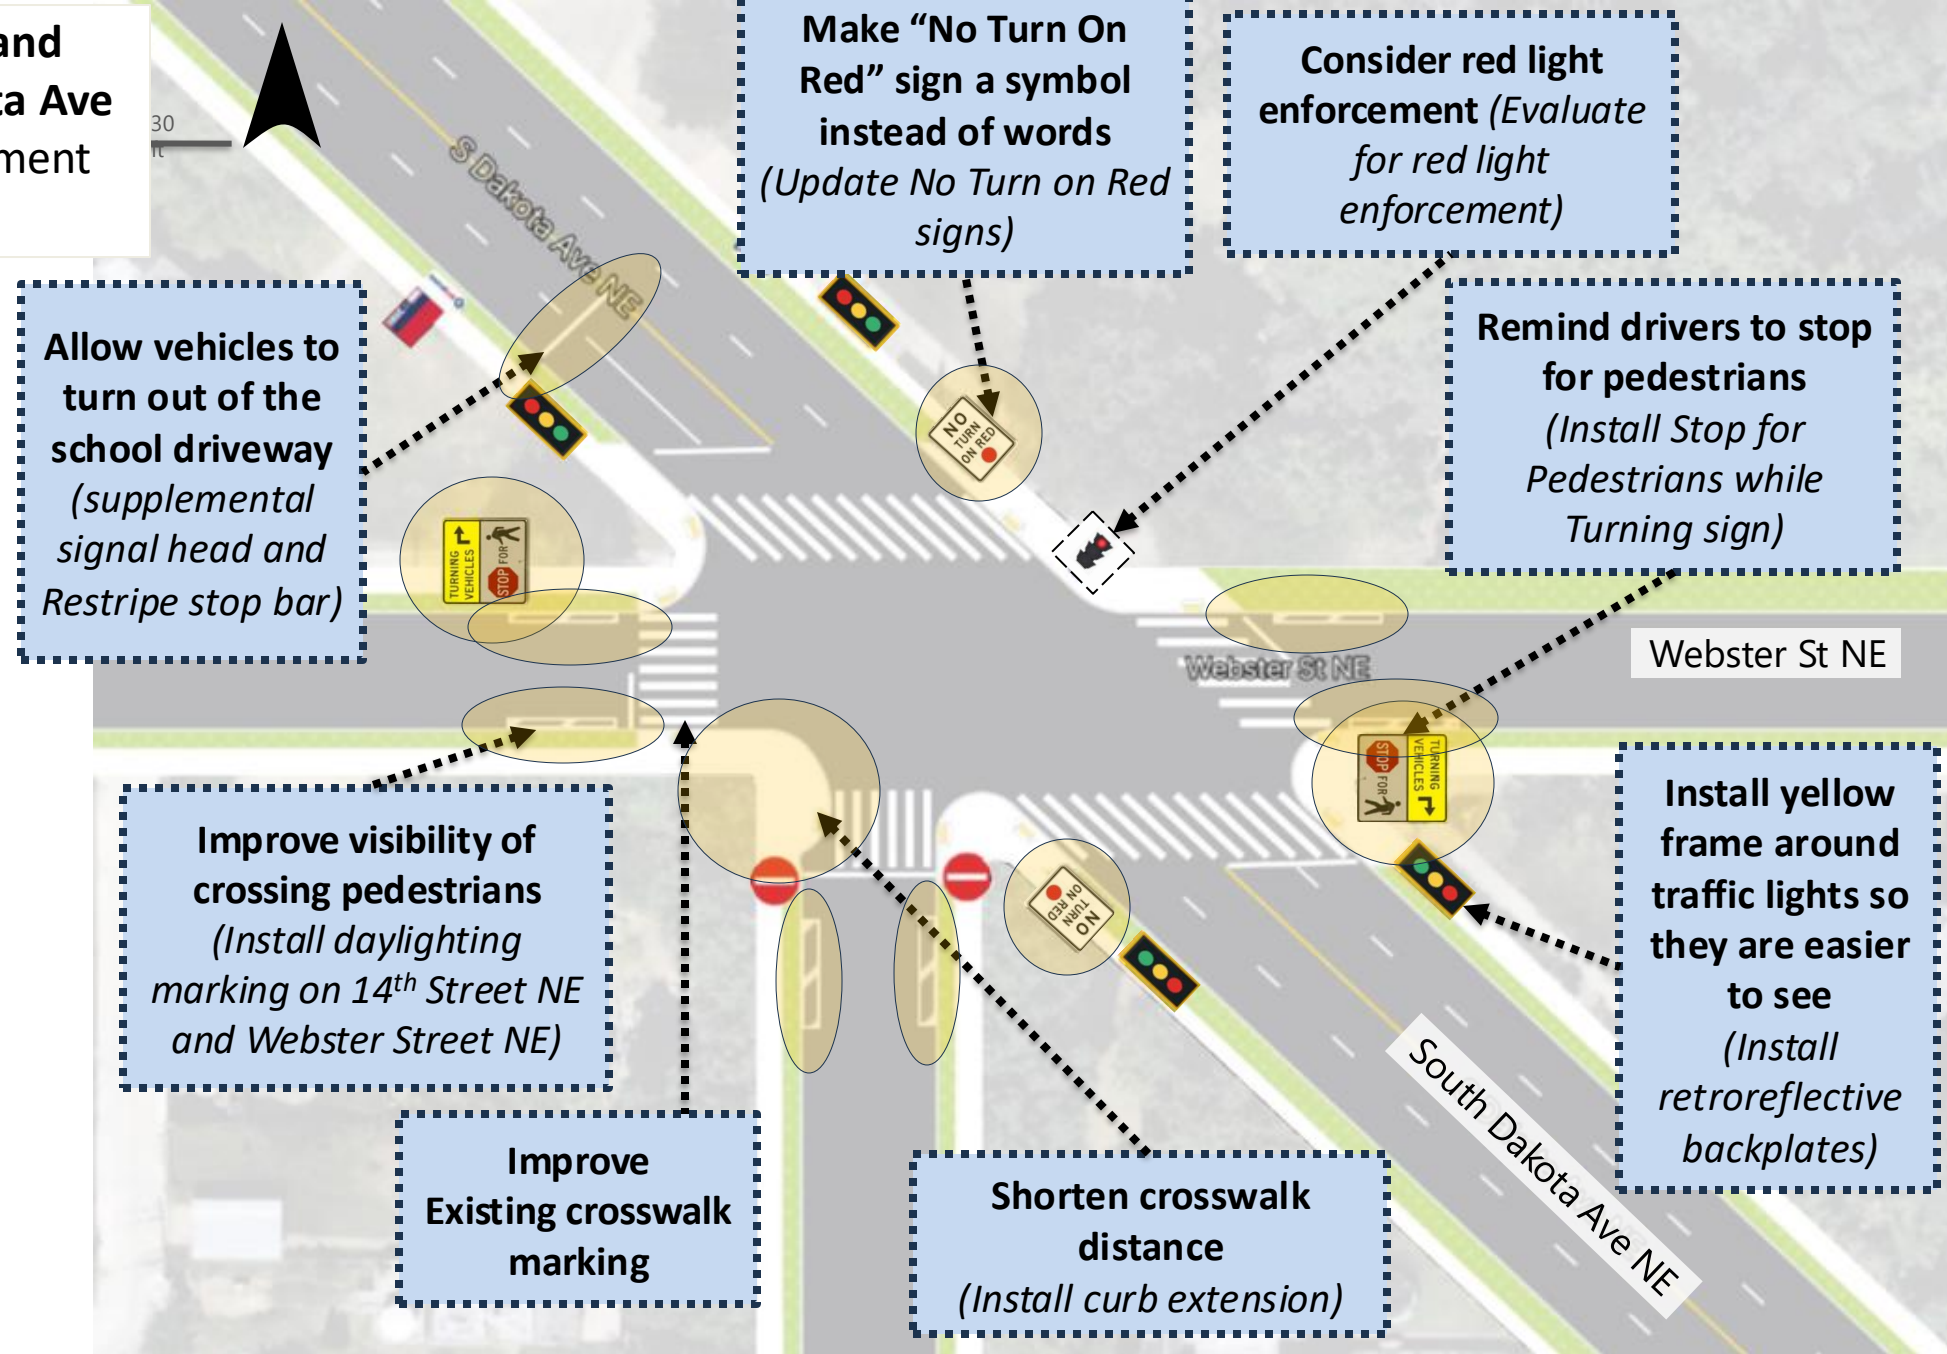 and
ta Ave
ment
30
ft
S Dakota Ave NE
Make “No Turn On
Red” sign a symbol
instead of words
(Update No Turn on Red
signs)
Consider red light
enforcement (Evaluate
for red light
enforcement)
Allow vehicles to
turn out of the
school driveway
(supplemental
signal head and
Restripe stop bar)
Remind drivers to stop
for pedestrians
(Install Stop for
Pedestrians while
Turning sign)
NO
TURN
ON RED
TURNING
VEHICLES
STOP FOR
Webster St NE
Webster St NE
TURNING
VEHICLES
STOP FOR
NO
TURN
ON RED
Improve visibility of
crossing pedestrians
(Install daylighting
marking on 14th Street NE
and Webster Street NE)
Install yellow
frame around
traffic lights so
they are easier
to see
(Install
retroreflective
backplates)
Improve
Existing crosswalk
marking
Shorten crosswalk
distance
(Install curb extension)
South Dakota Ave NE